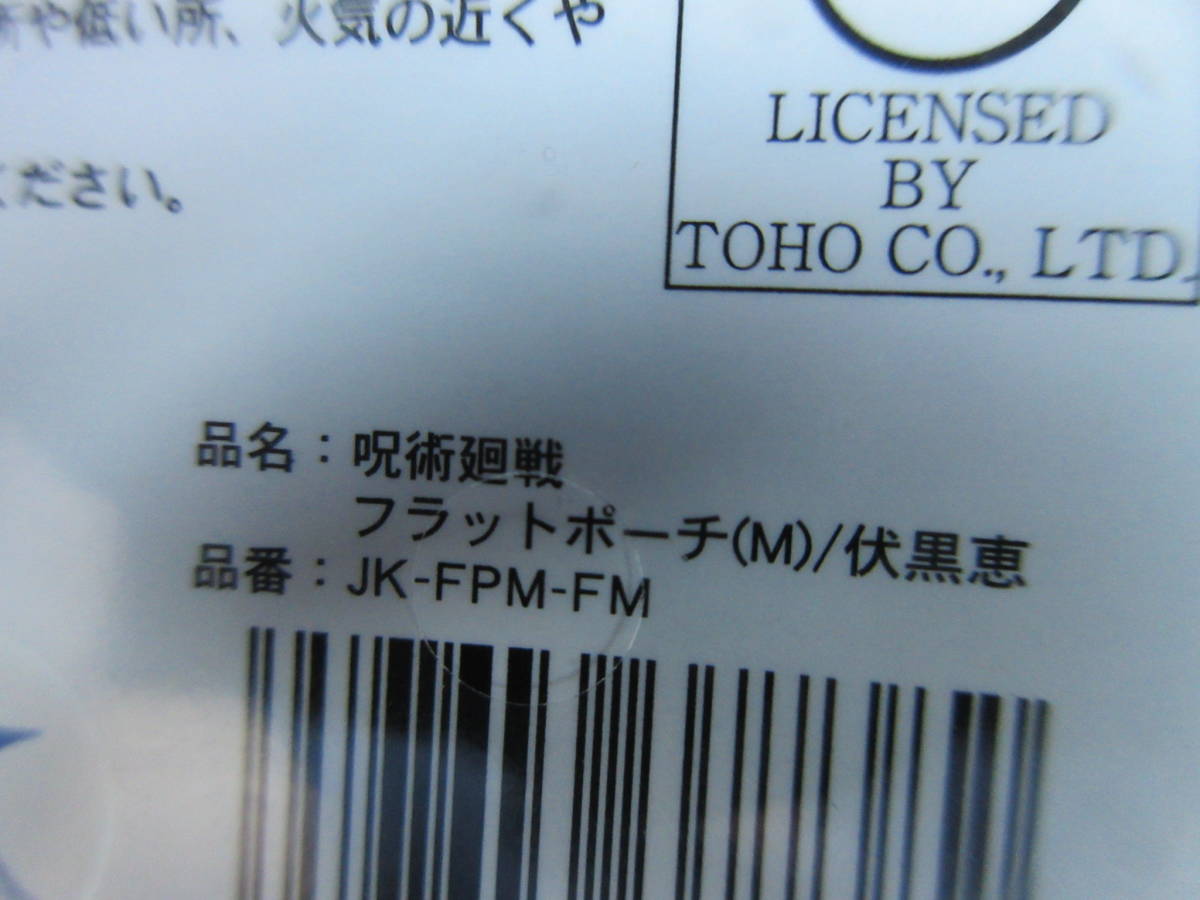 所や低い所、火気の近くや
ください。
LICENSED
BY
TOHO CO., LTD.
品名：呪術廻戦
フラットポーチ(M)/伏黒恵
品番：JK-FPM-FM